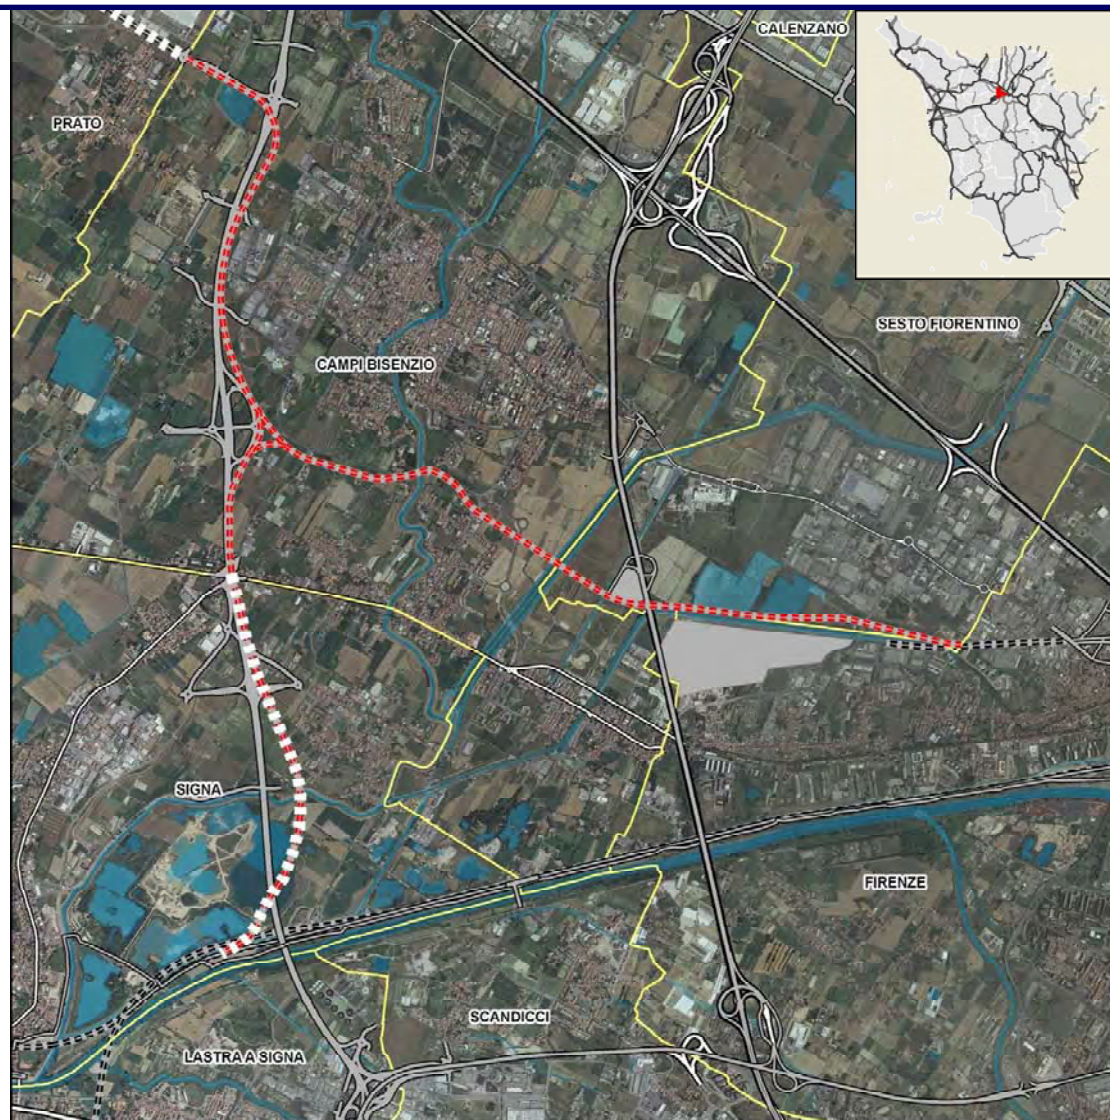 CALENZANO
PRATO
SESTO FIORENTINO
CAMPI BISENZIO
SIGNA
FIRENZE
SCANDICCI
LASTRA A SIGNA